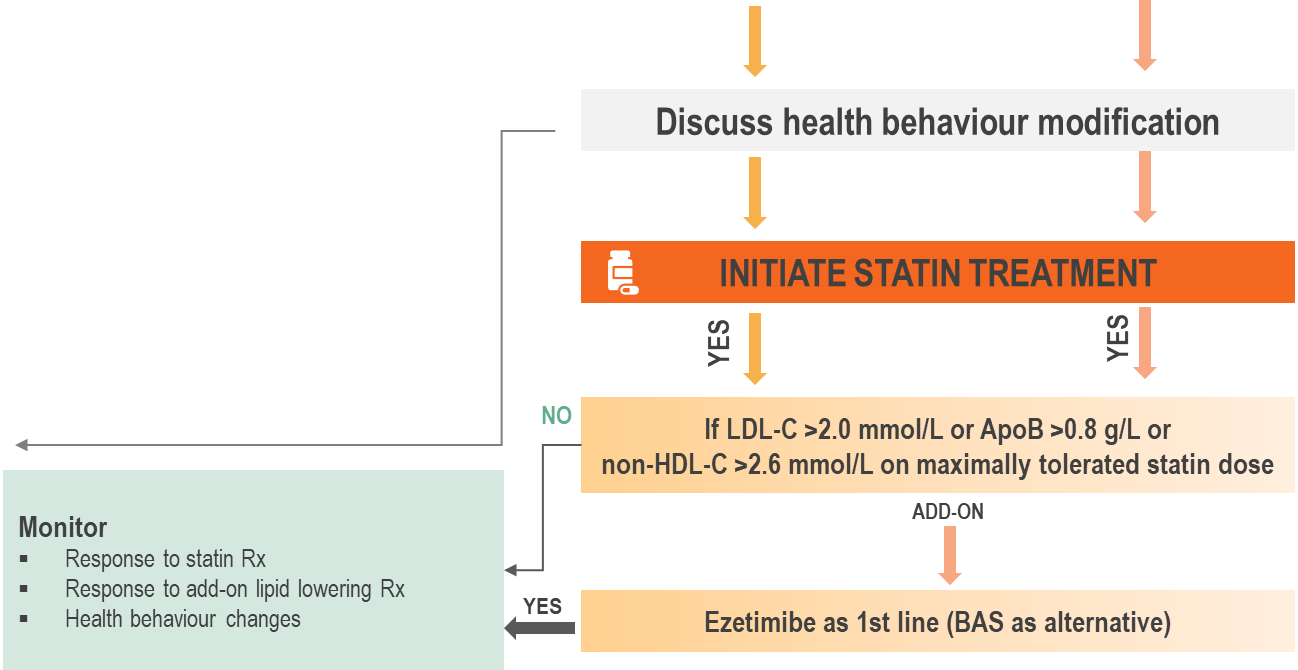 Discuss health behaviour modification
INITIATE STATIN TREATMENT
YES
YES
NO
If LDL-C >2.0 mmol/L or ApoB >0.8 g/L or
non-HDL-C >2.6 mmol/L on maximally tolerated statin dose
ADD-ON
Monitor
▪ Response to statin Rx
▪ Response to add-on lipid lowering Rx
▪ Health behaviour changes
YES
Ezetimibe as 1st line (BAS as alternative)